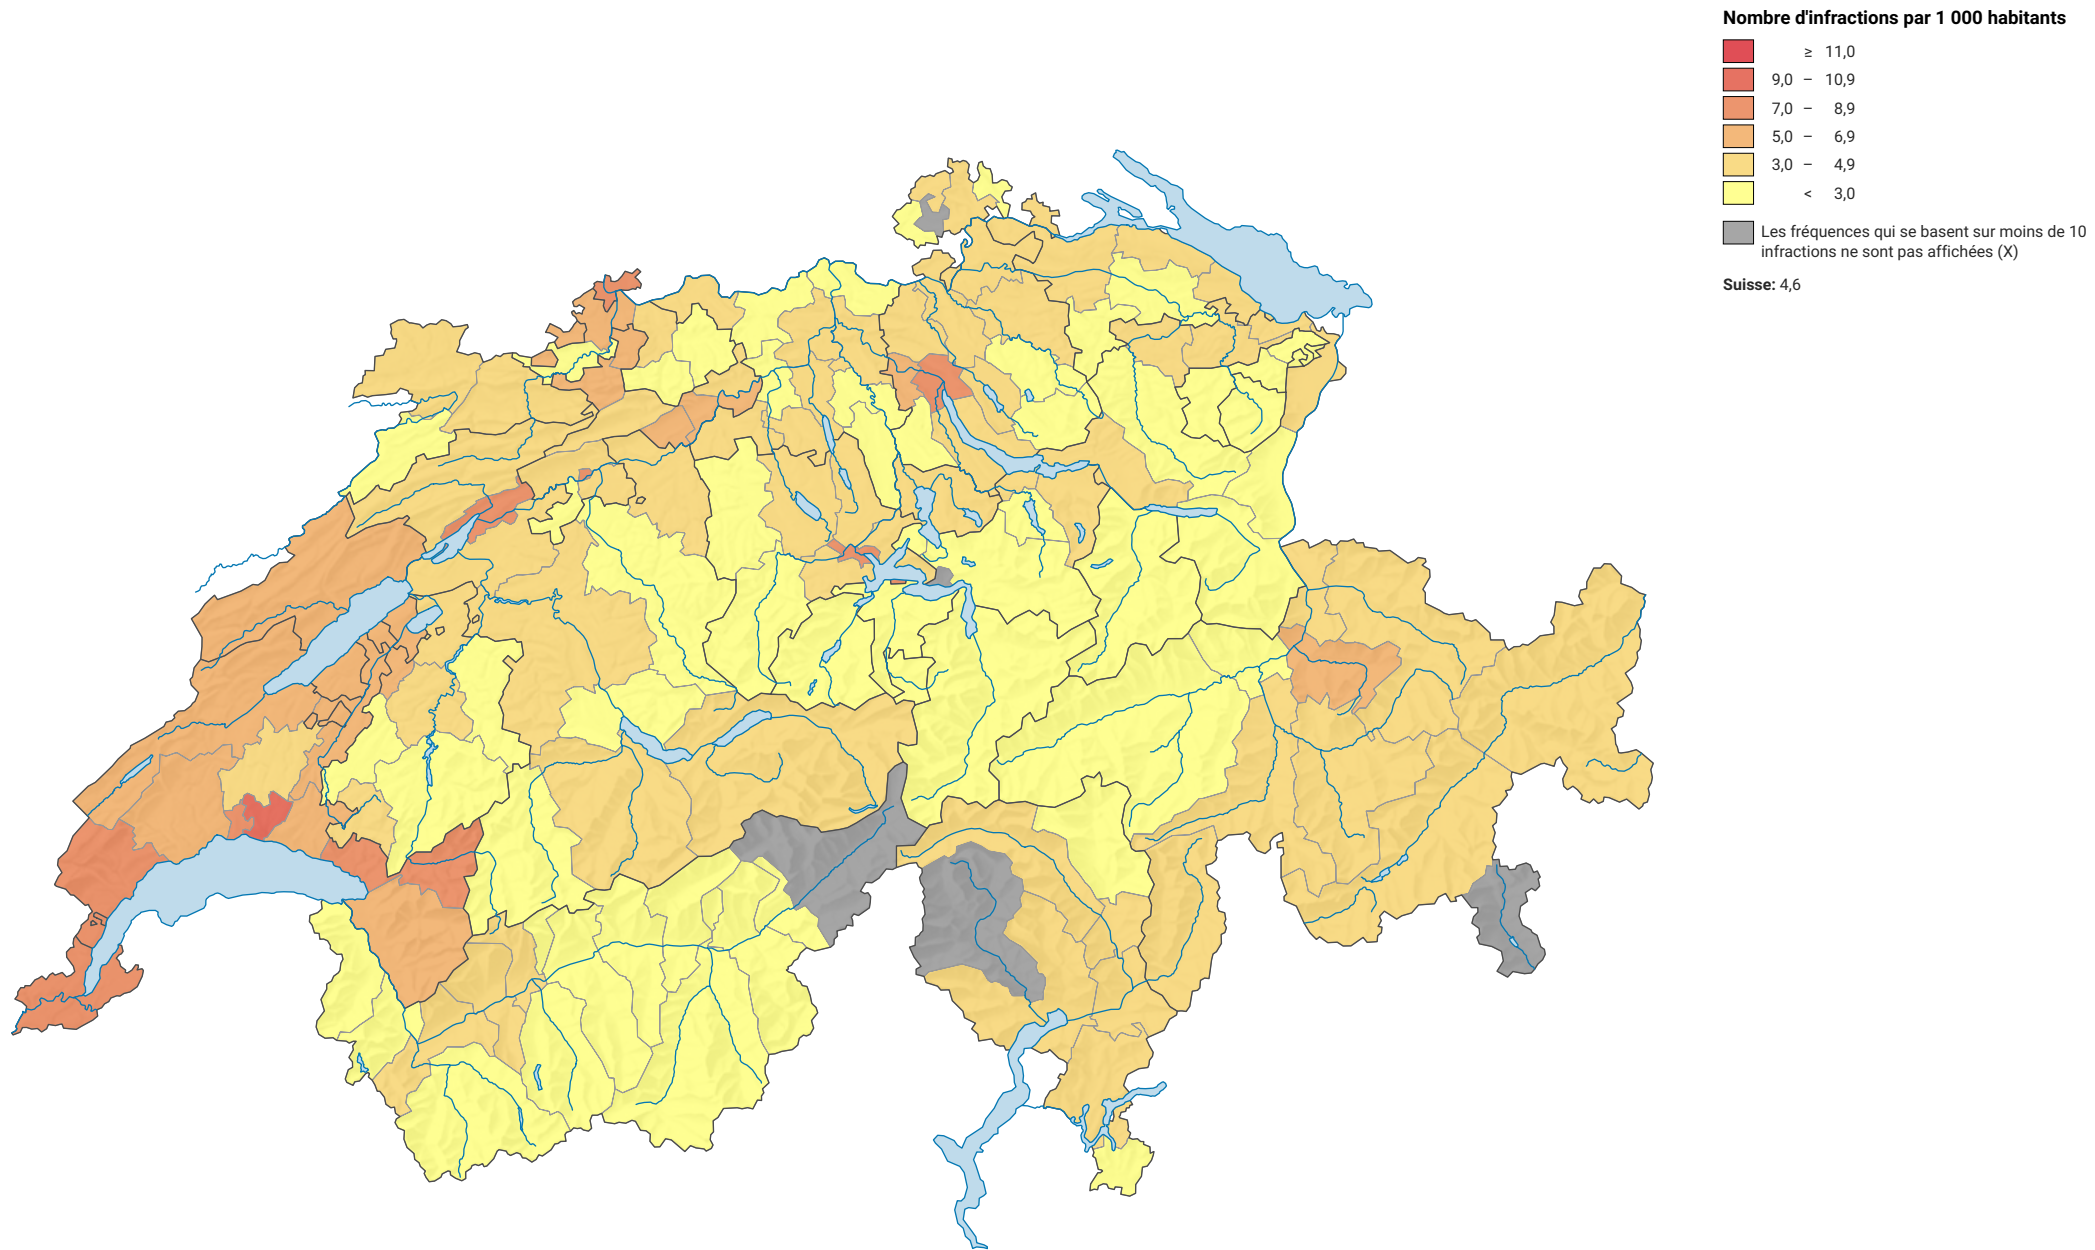 Nombre d'infractions par 1 000 habitants
≥ 11,0
9,0 – 10,9
7,0 – 8,9
5,0 – 6,9
3,0 – 4,9
< 3,0
Les fréquences qui se basent sur moins de 10
infractions ne sont pas affichées (X)
Suisse: 4,6